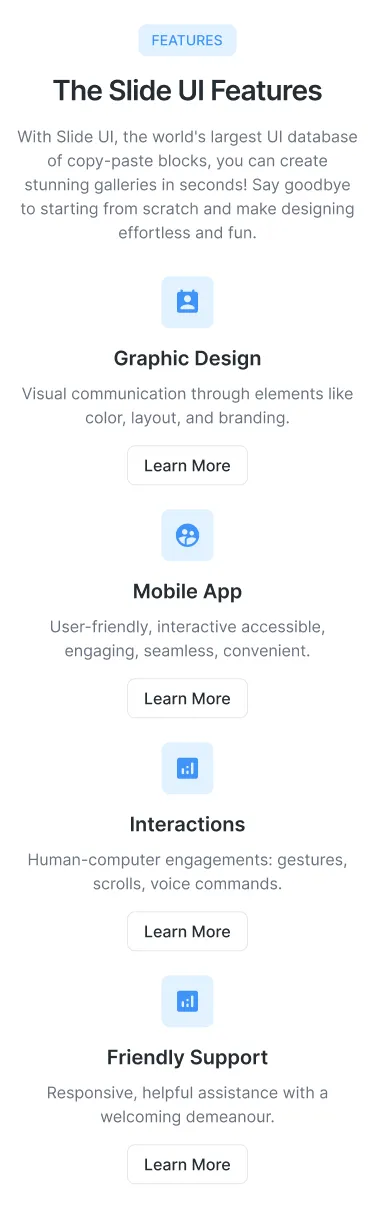 FEATURES
The Slide UI Features
With Slide UI, the world's largest UI database
of copy-paste blocks, you can create
stunning galleries in seconds! Say goodbye
to starting from scratch and make designing
effortless and fun.
Graphic Design
Visual communication through elements like
color, layout, and branding.
Learn More
Mobile App
User-friendly, interactive accessible,
engaging, seamless, convenient.
Learn More
Interactions
Human-computer engagements: gestures,
scrolls, voice commands.
Learn More
Friendly Support
Responsive, helpful assistance with a
welcoming demeanour.
Learn More